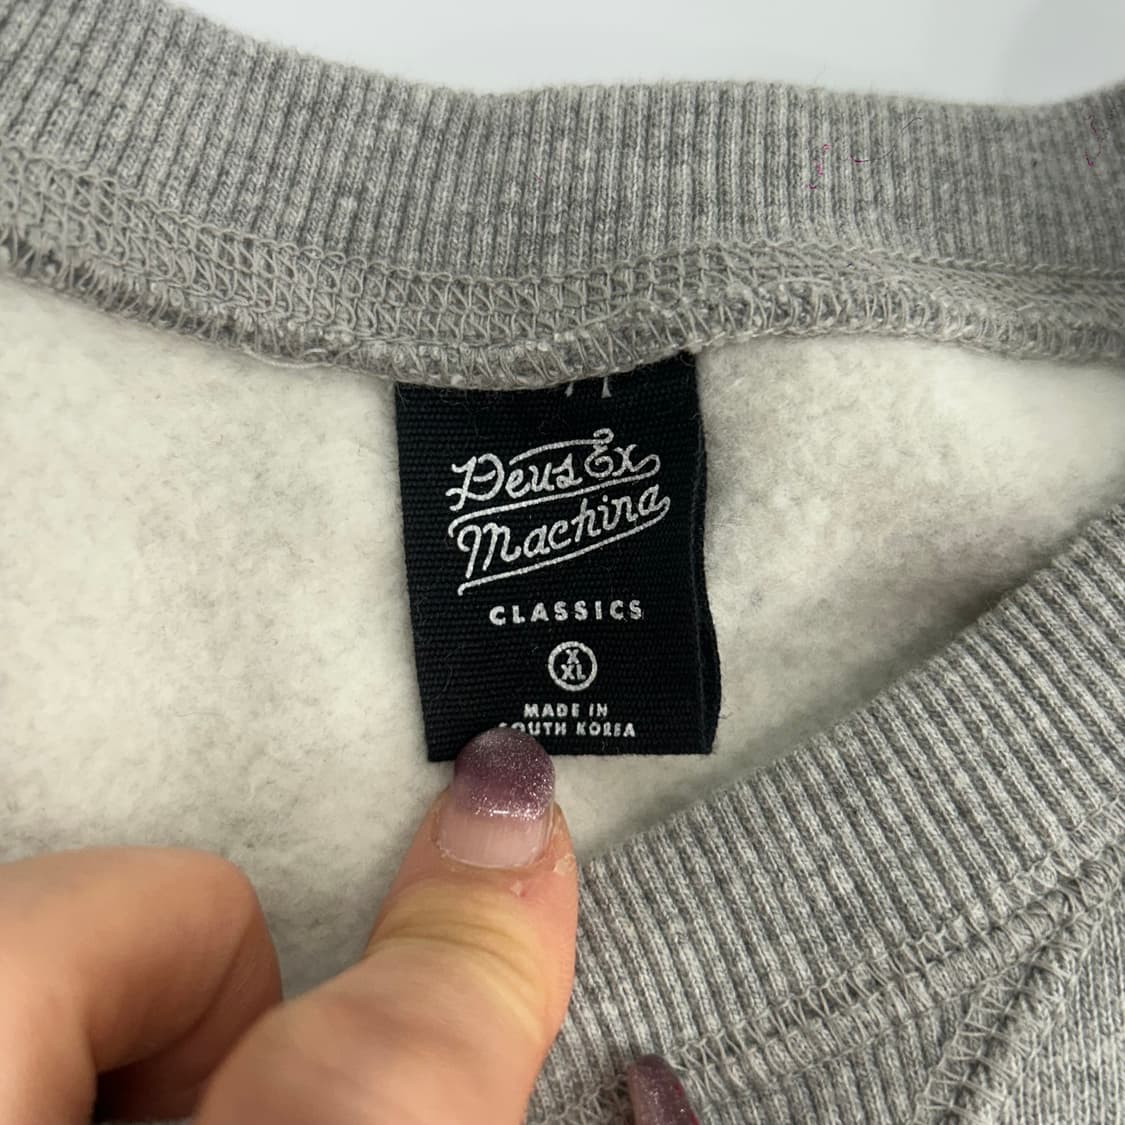 Deus Ex
Machina
CLASSICS
X
XL
MADE IN
SOUTH KOREA